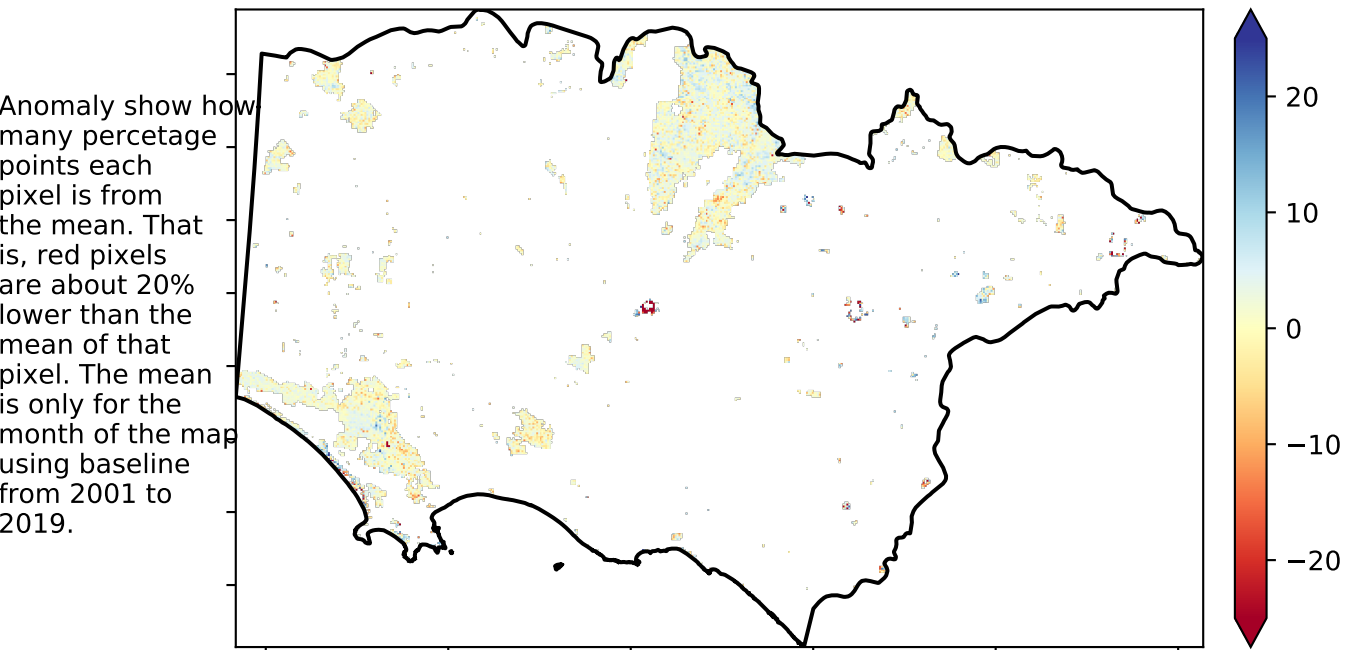 Anomaly show how
many percetage
points each
pixel is from
the mean. That
is, red pixels
are about 20%
lower than the
mean of that
pixel. The mean
is only for the
month of the map
using baseline
from 2001 to
2019.
20
10
0
−10
−20